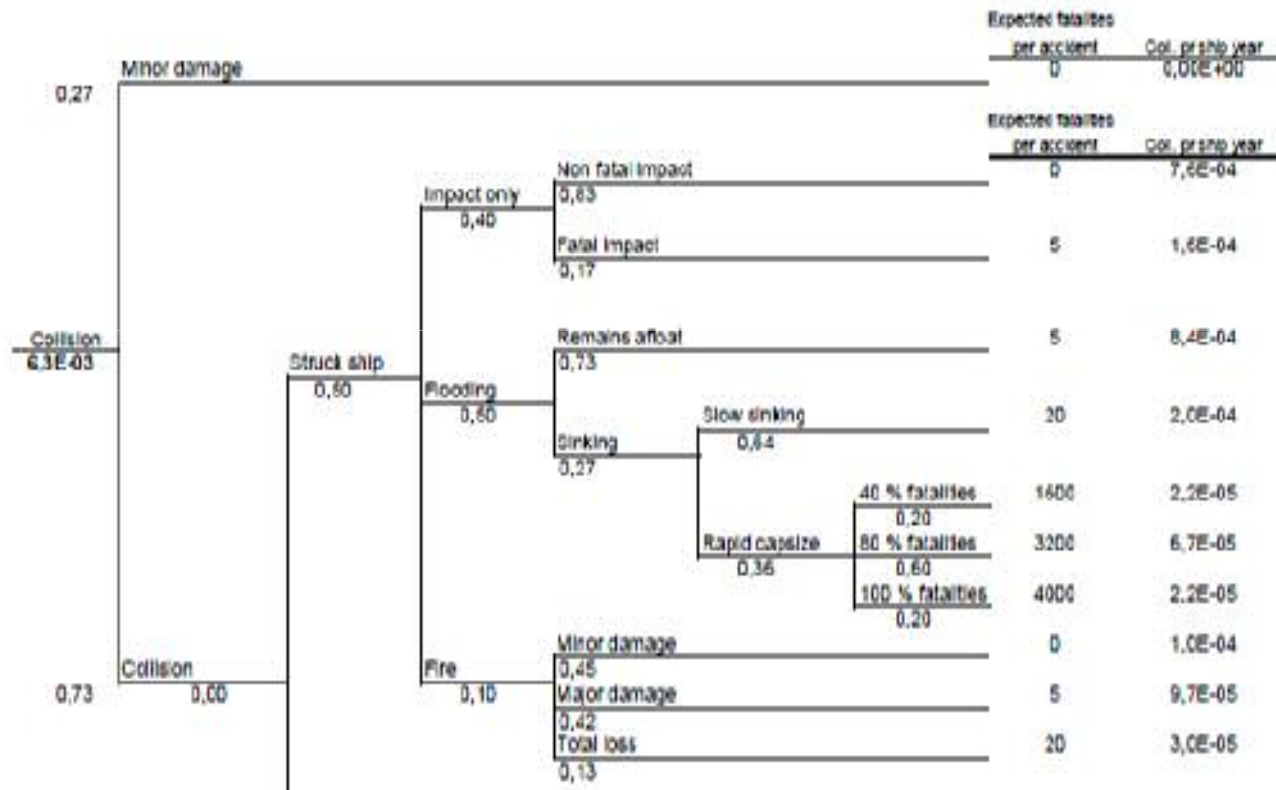 Expected fatalities
per accident Col. pr ship year
Minor damage 0 0,00E+00
0,27
Expected fatalities
per accident Col. pr ship year
Non fatal impact 0 7,6E-04
Impact only 0,83
0,40
Fatal impact 5 1,6E-04
0,17
Collision Remains afloat 5 8,4E-04
6,3E-03 Struck ship 0,73
0,50 Flooding
0,50 Slow sinking 20 2,0E-04
Sinking 0,64
0,27
40 % fatalities 1600 2,2E-05
0,20
Rapid capsize 80 % fatalities 3200 6,7E-05
0,36 0,60
100 % fatalities 4000 2,2E-05
0,20
Minor damage 0 1,0E-04
Collision Fire 0,45
0,73 0,00 0,10 Major damage 5 9,7E-05
0,42
Total loss 20 3,0E-05
0,13